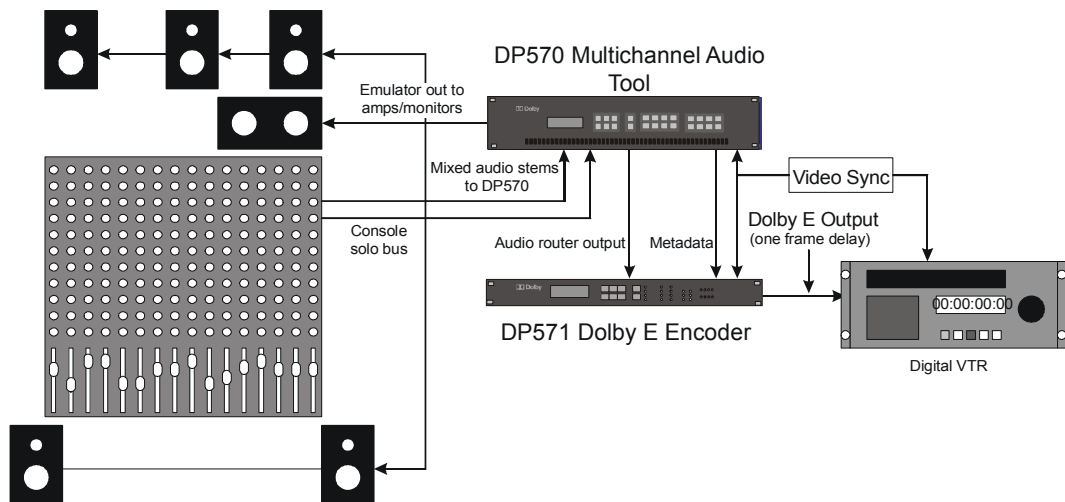 DP570 Multichannel Audio
Tool
Emulator out to
amps/monitors
Dolby
Mixed audio stems
to DP570
Video Sync
Console
solo bus
Audio router output
Metadata
Dolby E Output
(one frame delay)
Dolby
00:00:00:00
DP571 Dolby E Encoder
Digital VTR